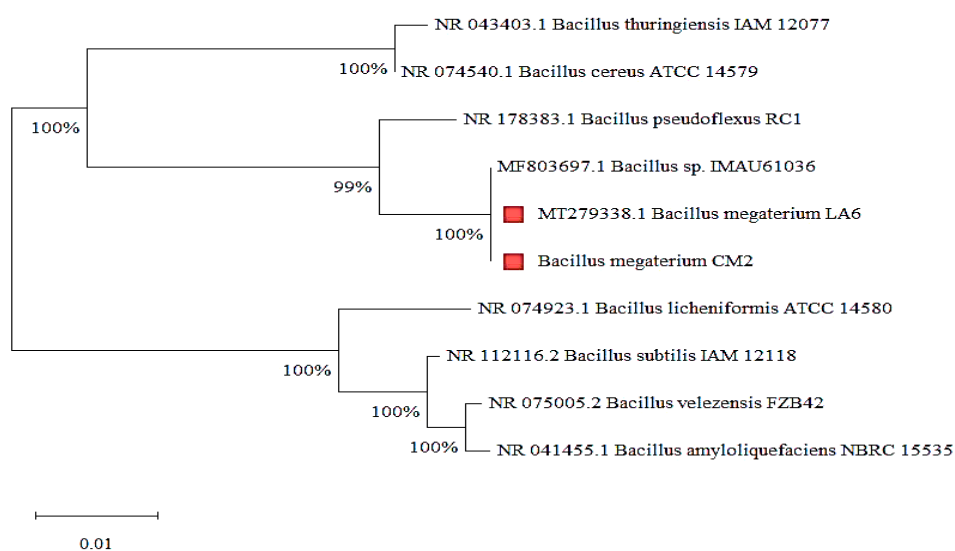 NR 043403.1 Bacillus thuringiensis IAM 12077
100%
NR 074540.1 Bacillus cereus ATCC 14579
100%
NR 178383.1 Bacillus pseudoflexus RC1
MF803697.1 Bacillus sp. IMAU61036
99%
MT279338.1 Bacillus megaterium LA6
100%
Bacillus megaterium CM2
NR 074923.1 Bacillus licheniformis ATCC 14580
NR 112116.2 Bacillus subtilis IAM 12118
100%
NR 075005.2 Bacillus velezensis FZB42
100%
100%
NR 041455.1 Bacillus amyloliquefaciens NBRC 15535
0.01